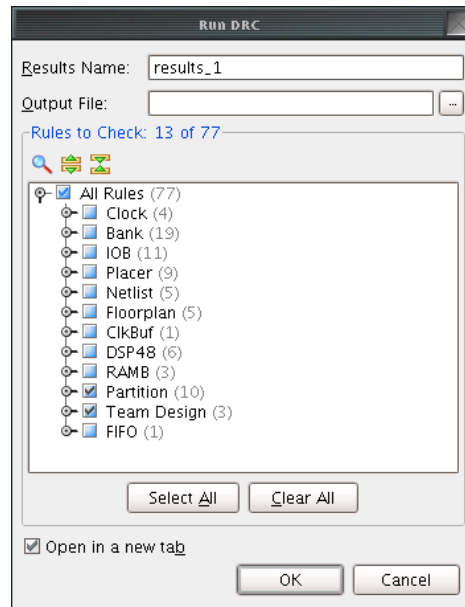 Run DRC
Results Name: results_1
Output File: ...
Rules to Check: 13 of 77
All Rules (77)
Clock (4)
Bank (19)
IOB (11)
Placer (9)
Netlist (5)
Floorplan (5)
ClkBuf (1)
DSP48 (6)
RAMB (3)
Partition (10)
Team Design (3)
FIFO (1)
Select All Clear All
Open in a new tab
OK Cancel